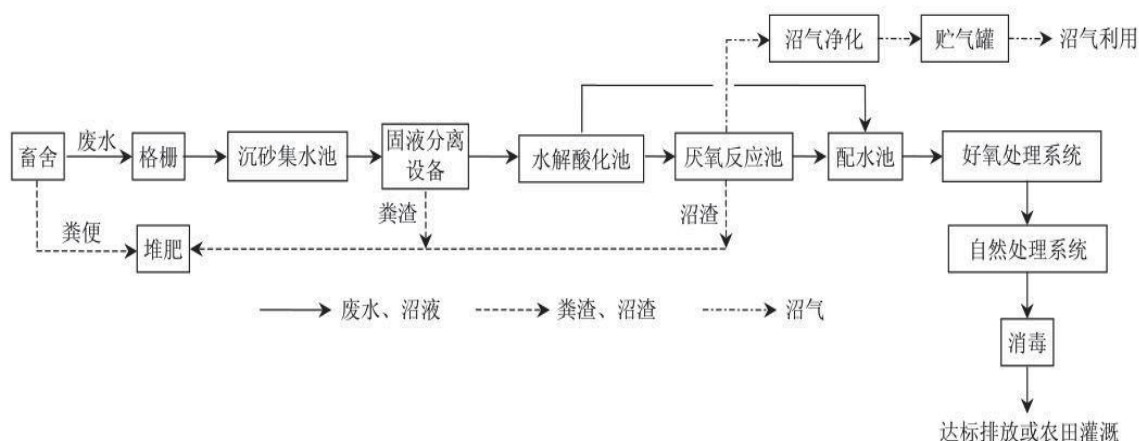 沼气净化
贮气罐
沼气利用
畜舍
废水
格栅
沉砂集水池
固液分离
设备
水解酸化池
厌氧反应池
配水池
好氧处理系统
粪便
堆肥
粪渣
沼渣
自然处理系统
废水、沼液
粪渣、沼渣
沼气
消毒
达标排放或农田灌溉